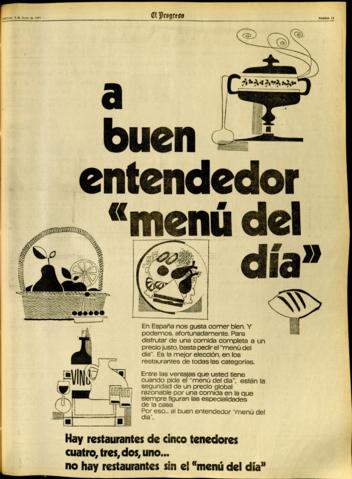 El Progreso
a
buen
entendedor
“menú del
día”
VINO
En España nos gusta comer bien. Y
podemos, afortunadamente. Para
disfrutar de una comida completa a un
precio justo, basta pedir el “menú del
día”. Es la mejor elección, en los
restaurantes de todas las categorías.
Entre las ventajas que usted tiene
cuando pide el “menú del día”, están la
seguridad de un precio global
razonable por una comida en la que
siempre figuran las especialidades
de la casa
Por eso... al buen entendedor “menú del
día”.
Hay restaurantes de cinco tenedores
cuatro, tres, dos, uno...
no hay restaurantes sin el “menú del día”